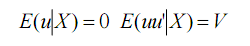 E(u|X) = 0 E(uu'|X) = V